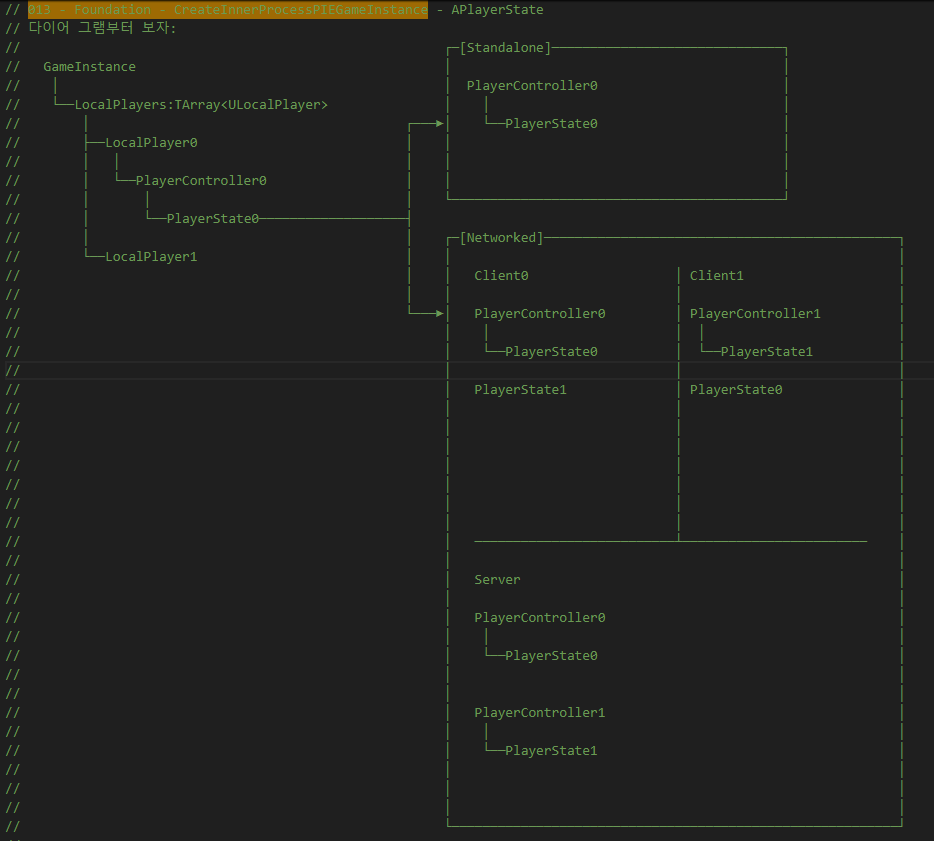 // 013 - Foundation - CreateInnerProcessPIEGameInstance - APlayerState
// 다이어 그램부터 보자:
// ┌─[Standalone]──────────────────────────────┐
// GameInstance │ │
// │ │ PlayerController0 │
// └──LocalPlayers:TArray<ULocalPlayer> │ │ │
// │ ┌───►│ └──PlayerState0 │
// ├──LocalPlayer0 │ │ │
// │ │ │ │ │
// │ └──PlayerController0 │ │ │
// │ │ │ └───────────────────────────────────────────┘
// │ └──PlayerState0───────────────────┤
// │ │ ┌─[Networked]──────────────────────────────────────────────┐
// └──LocalPlayer1 │ │ │
// │ │ Client0 │ Client1 │
// │ │ │ │
// └───►│ PlayerController0 │ PlayerController1 │
// │ │ │ │ │
// │ └──PlayerState0 │ └──PlayerState1 │
// │ │ │
// │ PlayerState1 │ PlayerState0 │
// │ │ │
// │ │ │
// │ │ │
// │ │ │
// │ │ │
// │ │ │
// │ │ │
// │ ──────────────────────────┴──────────────────────── │
// │ │
// │ Server │
// │ │
// │ PlayerController0 │
// │ │ │
// │ └──PlayerState0 │
// │ │
// │ │
// │ PlayerController1 │
// │ │ │
// │ └──PlayerState1 │
// │ │
// │ │
// │ │
// └──────────────────────────────────────────────────────────┘